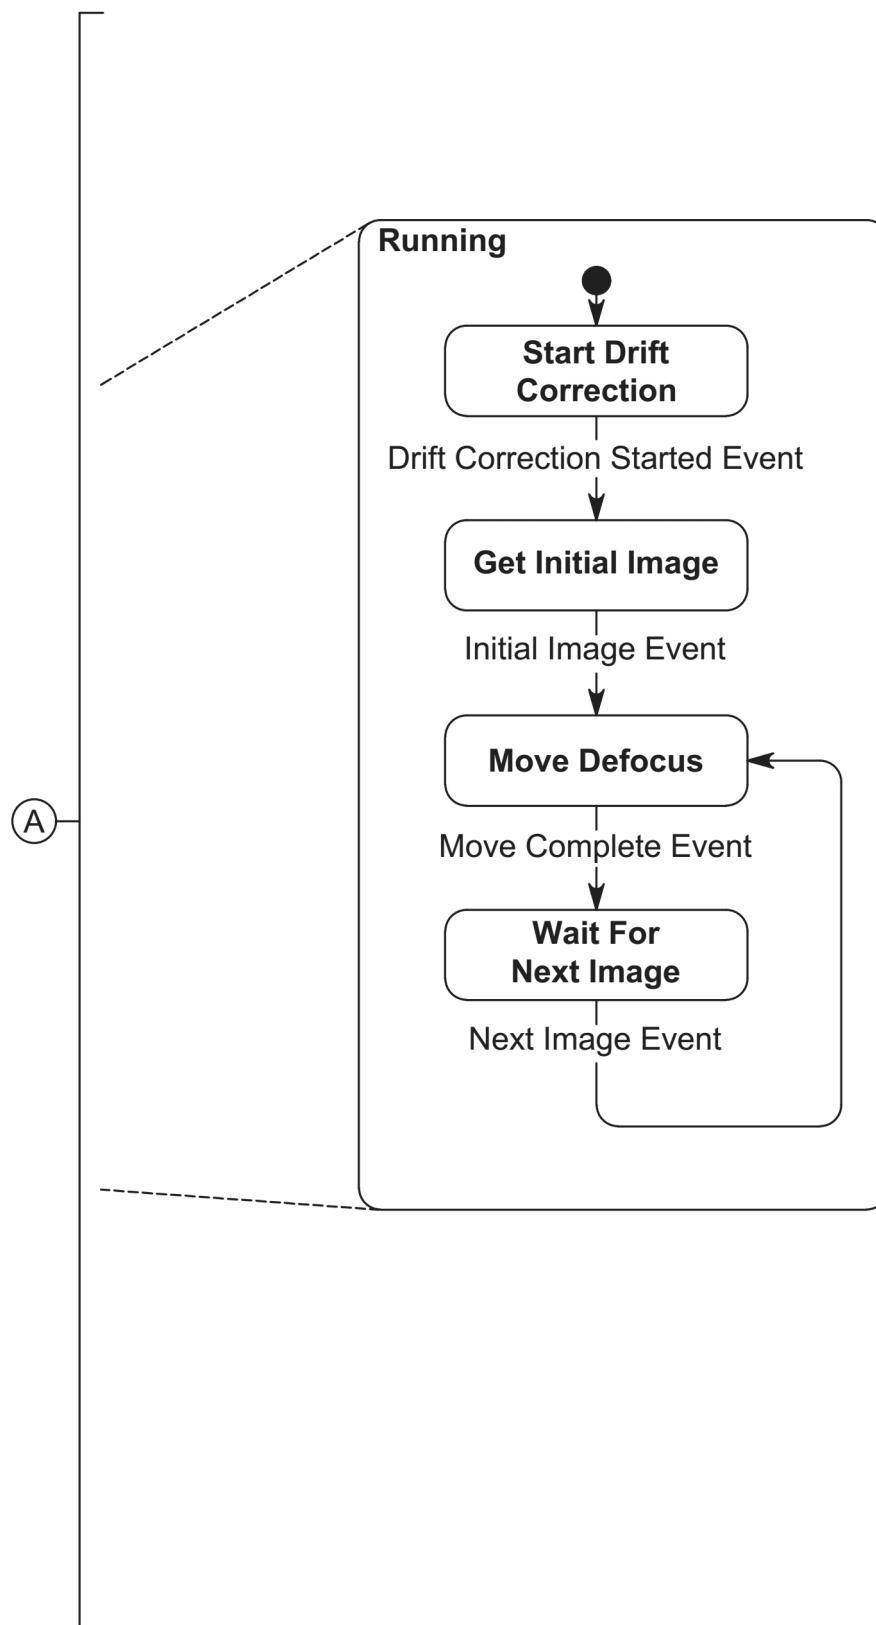 Running
Start Drift
Correction
Drift Correction Started Event
Get Initial Image
Initial Image Event
Move Defocus
A
Move Complete Event
Wait For
Next Image
Next Image Event